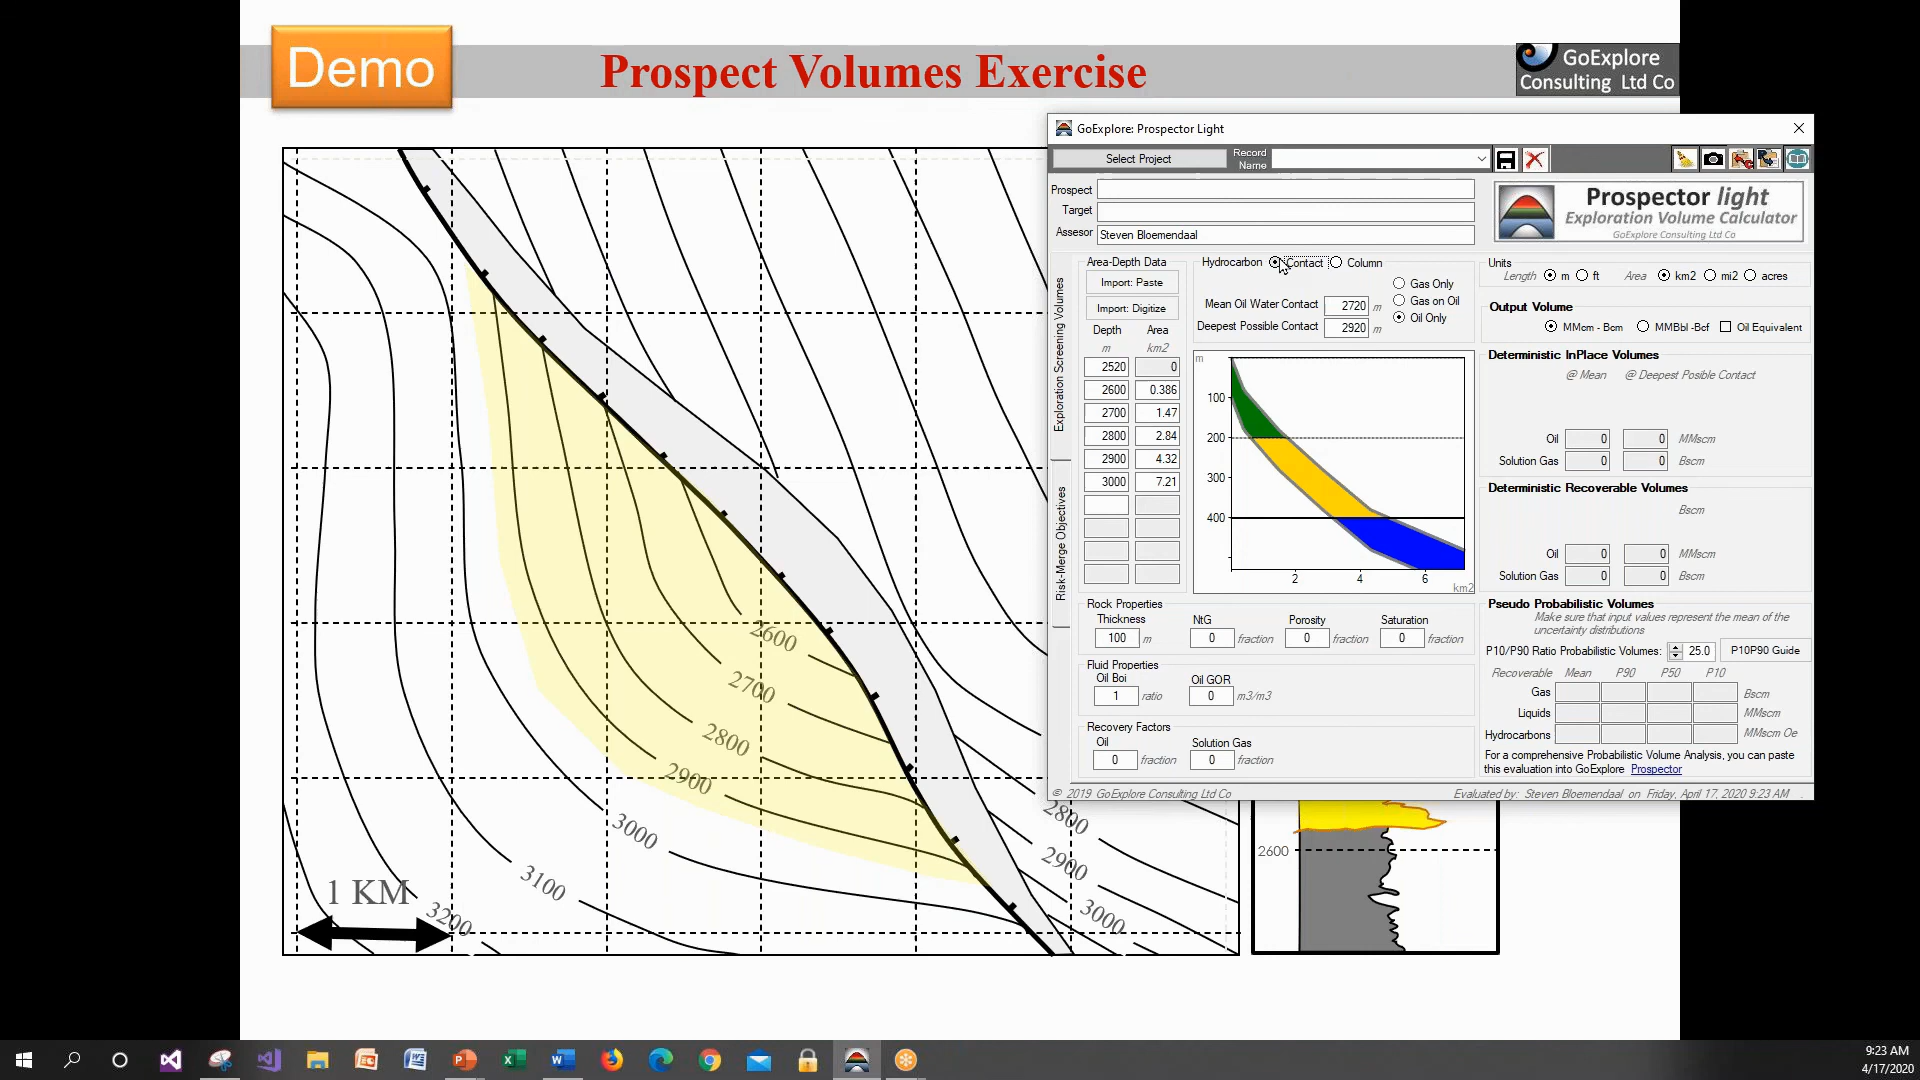 Demo
Prospect Volumes Exercise
GoExplore
Consulting Ltd Co
2600
2700
2800
2900
3000
3100
3200
1 KM
2800
2900
3000
2600
GoExplore: Prospector Light
Select Project
Record
Name
Prospect
Target
Assesor
Steven Bloemendaal
Prospector light
Exploration Volume Calculator
GoExplore Consulting Ltd Co
Exploration Screening Volumes
Risk-Merge Objectives
Area-Depth Data
Import: Paste
Import: Digitize
Depth Area
m km2
2520 0
2600 0.386
2700 1.47
2800 2.84
2900 4.32
3000 7.21
Hydrocarbon Contact Column
Gas Only
Gas on Oil
Oil Only
Mean Oil Water Contact 2720 m
Deepest Possible Contact 2920 m
m
100
200
300
400
2 4 6
km2
Rock Properties
Thickness NtG Porosity Saturation
100 m 0 fraction 0 fraction 0 fraction
Fluid Properties
Oil Boi Oil GOR
1 ratio 0 m3/m3
Recovery Factors
Oil Solution Gas
0 fraction 0 fraction
Units
Length m ft Area km2 mi2 acres
Output Volume
MMcm - Bcm MMBbl -Bcf Oil Equivalent
Deterministic InPlace Volumes
@ Mean @ Deepest Posible Contact
Oil 0 0 MMscm
Solution Gas 0 0 Bscm
Deterministic Recoverable Volumes
Bscm
Oil 0 0 MMscm
Solution Gas 0 0 Bscm
Pseudo Probabilistic Volumes
Make sure that input values represent the mean of the
uncertainty distributions
P10/P90 Ratio Probabilistic Volumes: 25.0 P10P90 Guide
Recoverable Mean P90 P50 P10
Gas Bscm
Liquids MMscm
Hydrocarbons MMscm Oe
For a comprehensive Probabilistic Volume Analysis, you can paste
this evaluation into GoExplore Prospector
© 2019 GoExplore Consulting Ltd Co
Evaluated by: Steven Bloemendaal on Friday, April 17, 2020 9:23 AM
9:23 AM
4/17/2020